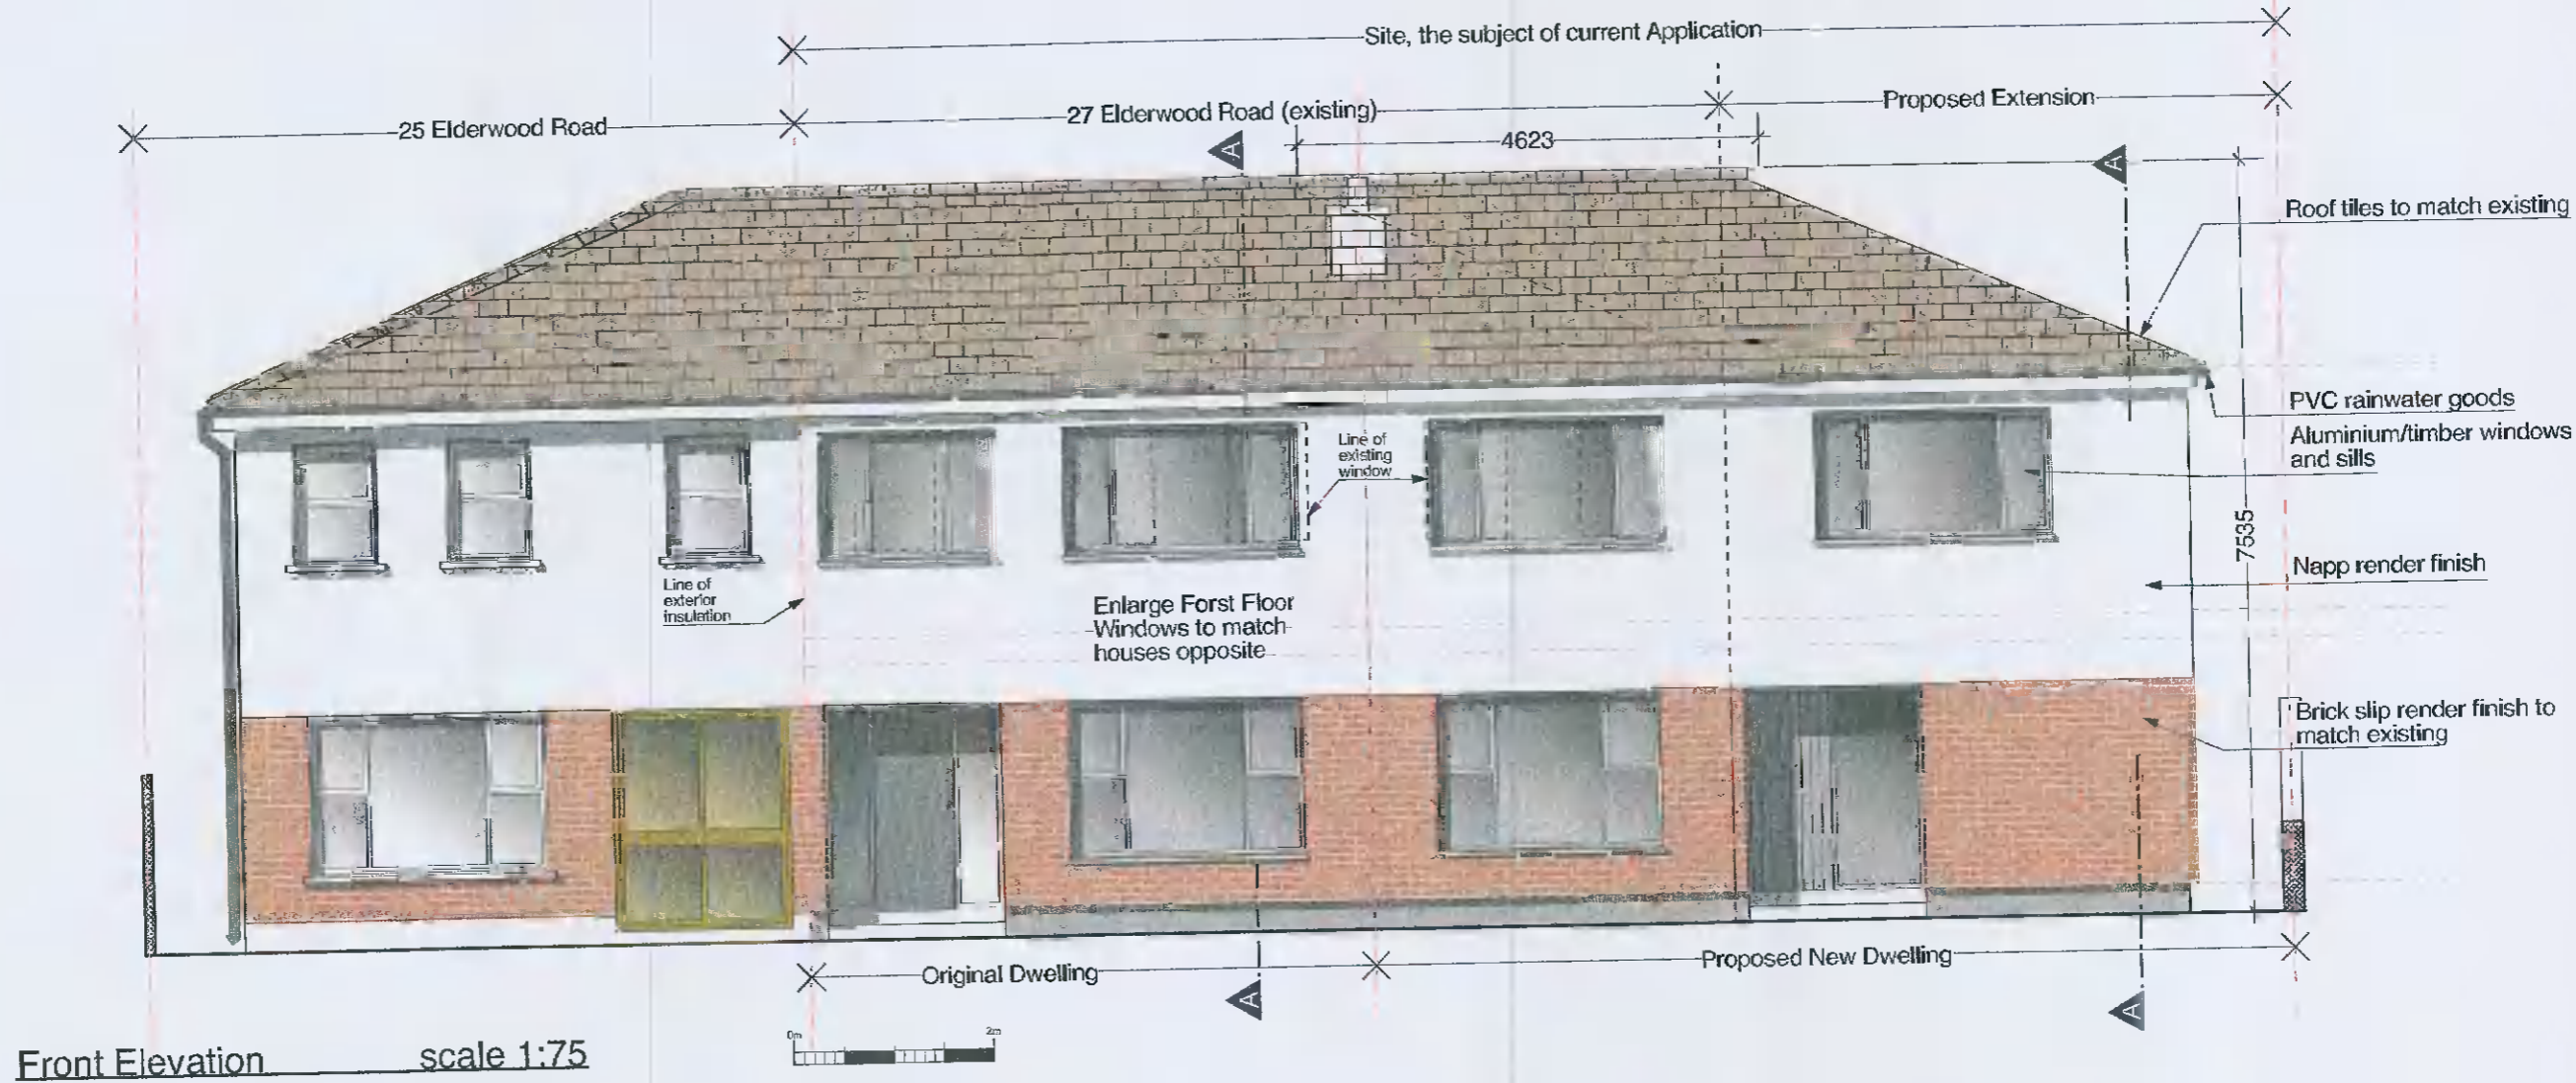 Site, the subject of current Application
25 Elderwood Road
27 Elderwood Road (existing)
Proposed Extension
A
4623
A
Roof tiles to match existing
PVC rainwater goods
Aluminium/timber windows
and sills
Line of
existing
window
7535
Napp render finish
Line of
exterior
insulation
Enlarge Forst Floor
Windows to match
houses opposite
Brick slip render finish to
match existing
Original Dwelling
Proposed New Dwelling
A
A
0m
2m
Front Elevation scale 1:75